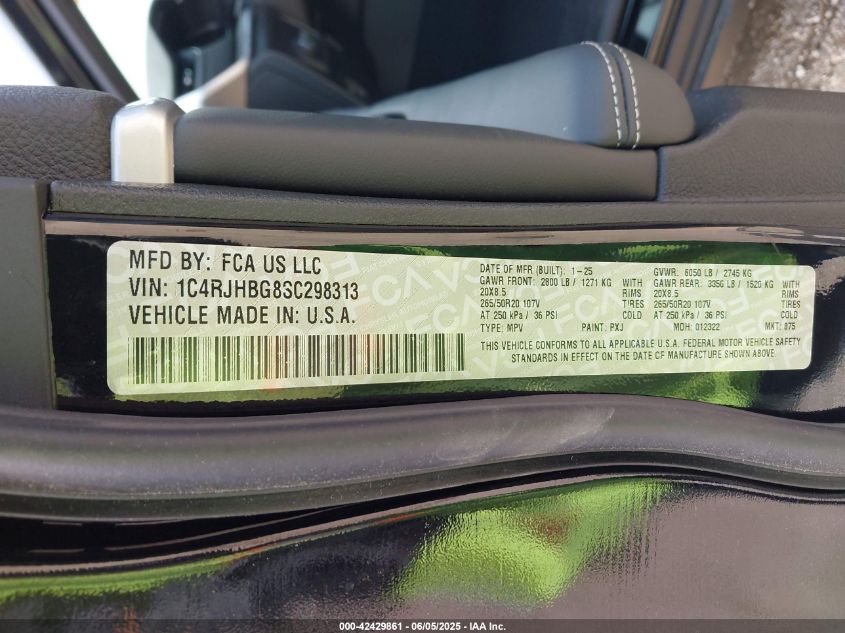 MFD BY: FCA US LLC
VIN: 1C4RJHBG8SC298313
VEHICLE MADE IN: U.S.A.
DATE OF MFR (BUILT): 1-25 GVWR: 6050 LB / 2745 KG
GAWR FRONT: 2800 LB / 1271 KG GAWR REAR: 3350 LB / 1520 KG
20X8.5 RIMS 20X8.5 RIMS
265/50R20 107V TIRES 265/50R20 107V TIRES
AT 250 kPa / 36 PSI COLD AT 250 kPa / 36 PSI COLD
TYPE: MPV PAINT: PXJ MDH: 012322 MKT: 875
THIS VEHICLE CONFORMS TO ALL APPLICABLE U.S.A. FEDERAL MOTOR VEHICLE SAFETY
STANDARDS IN EFFECT ON THE DATE OF MANUFACTURE SHOWN ABOVE
000-42429861 - 06/05/2025 - IAA Inc.